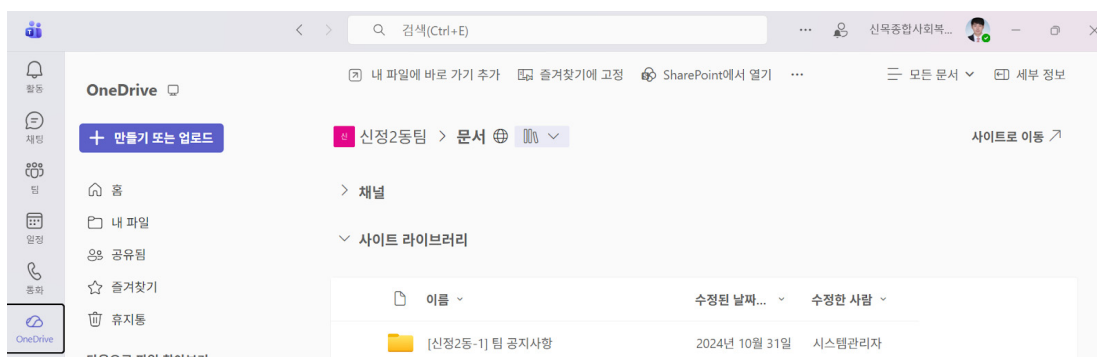 검색(Ctrl+E)
신목종합사회복...
활동
채팅
팀
일정
통화
OneDrive
OneDrive
만들기 또는 업로드
홈
내 파일
공유됨
즐겨찾기
휴지통
내 파일에 바로 가기 추가
즐겨찾기에 고정
SharePoint에서 열기
모든 문서
세부 정보
신 신정2동팀 > 문서
사이트로 이동
채널
사이트 라이브러리
이름 수정된 날짜... 수정한 사람
[신정2동-1] 팀 공지사항 2024년 10월 31일 시스템관리자